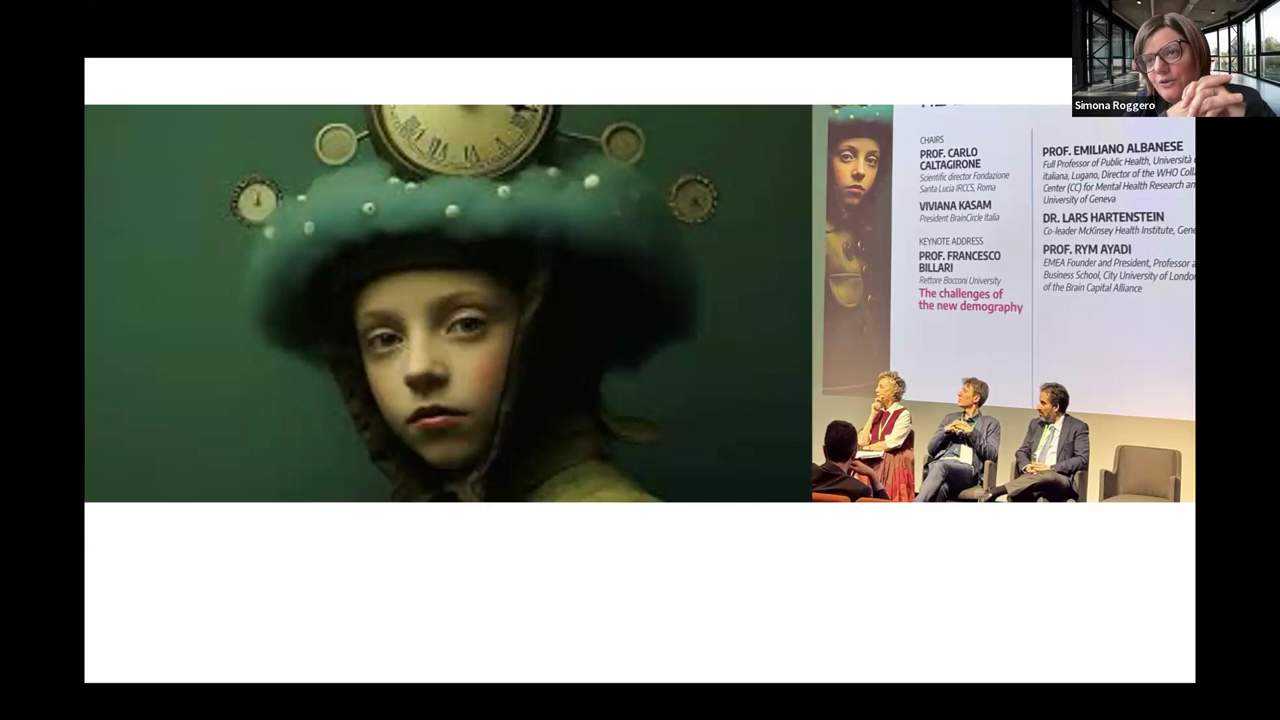 Simona Roggero
CHAIRS
PROF. CARLO
CALTAGIRONE
Scientific director Fondazione
Santa Lucia IRCCS, Roma
VIVIANA KASAM
President BrainCircle Italia
KEYNOTE ADDRESS
PROF. FRANCESCO
BILLARI
Rettore Bocconi University
The challenges of
the new demography
PROF. EMILIANO ALBANESE
Full Professor of Public Health, Università
italiana, Lugano, Director of the WHO
Center (CC) for Mental Health Research
University of Geneva
DR. LARS HARTENSTEIN
Co-leader McKinsey Health Institute,
PROF. RYM AYADI
EMEA Founder and President, Professor
Business School, City University of London
of the Brain Capital Alliance